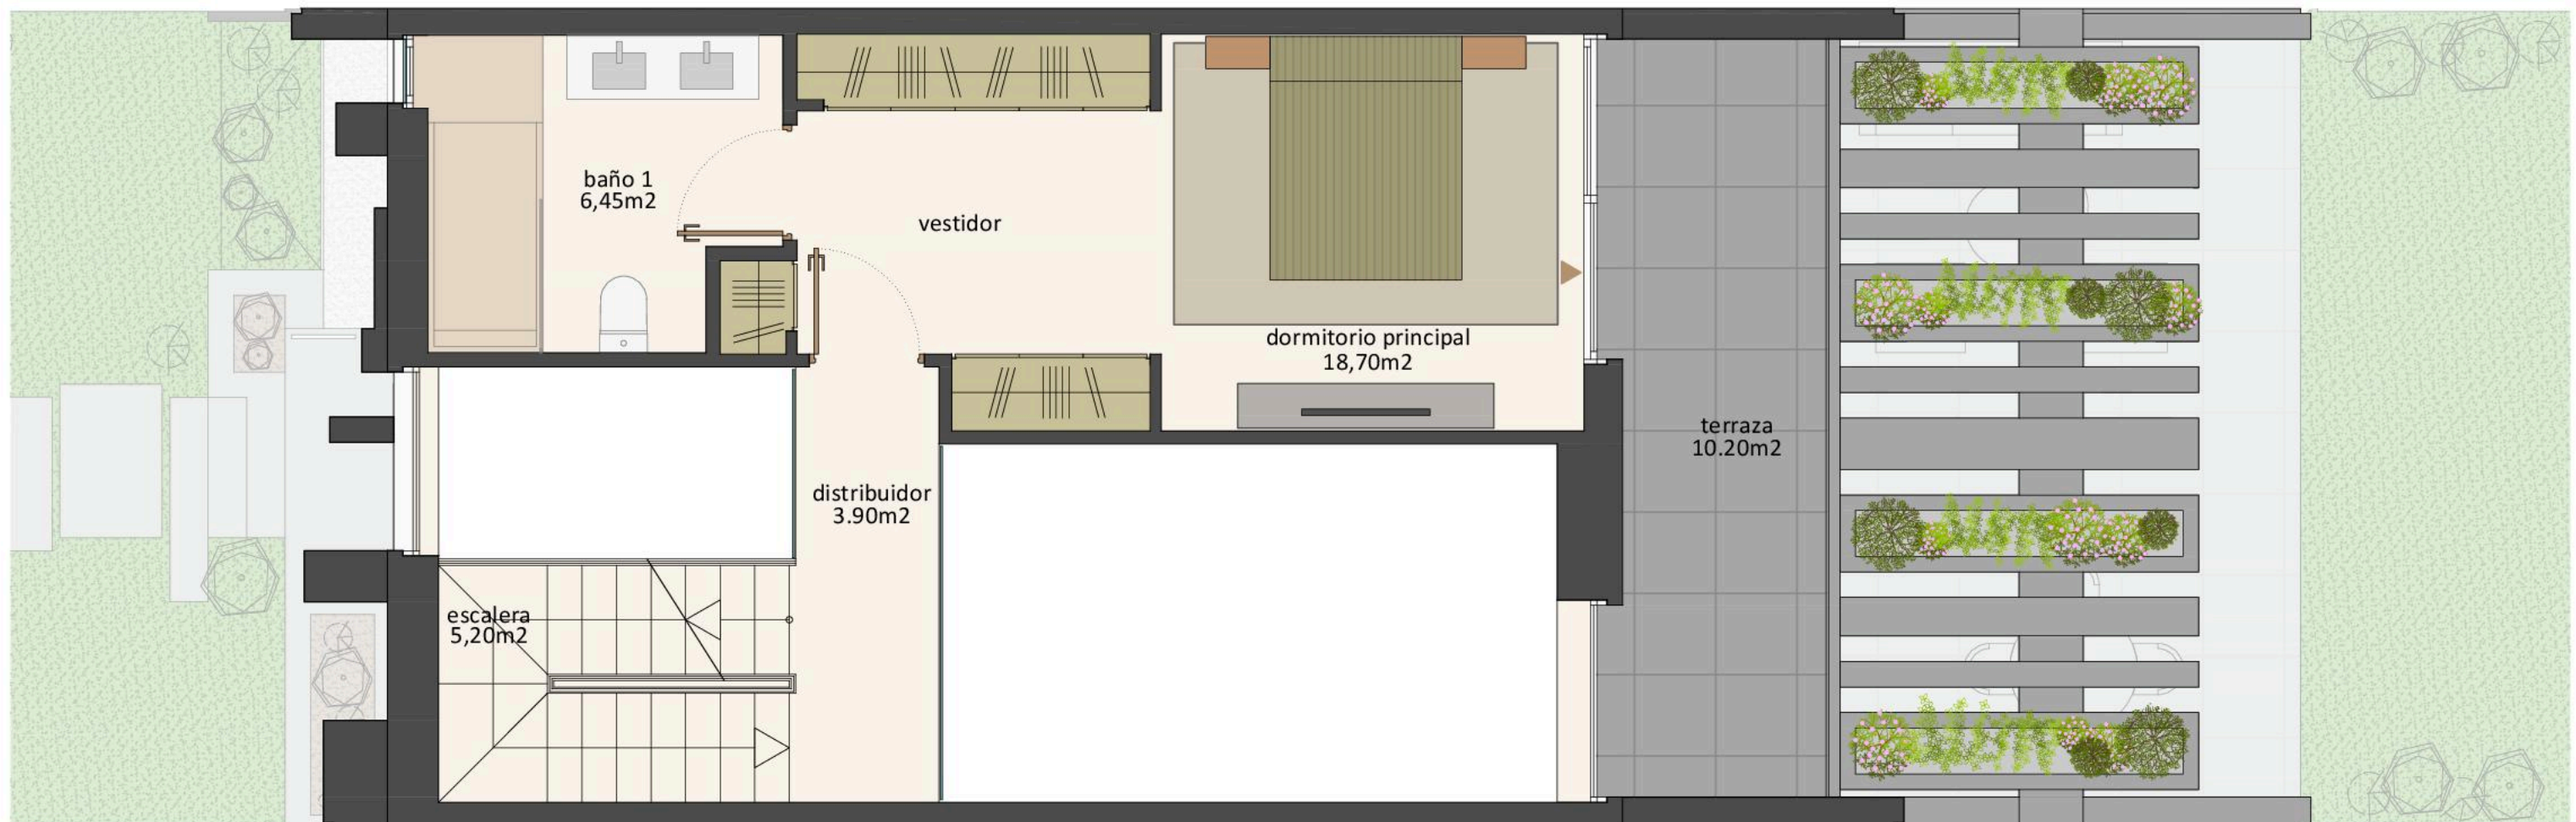 baño 1
6,45m2
vestidor
dormitorio principal
18,70m2
terraza
10.20m2
distribuidor
3.90m2
escalera
5,20m2